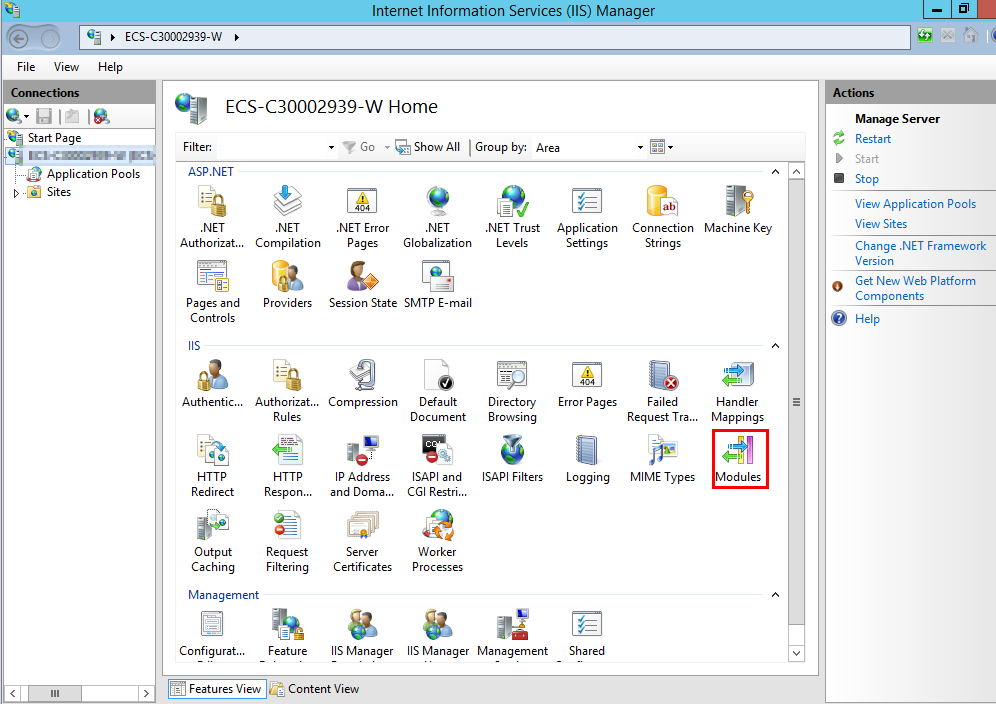 Internet Information Services (IIS) Manager
ECS-C30002939-W
File View Help
Connections
Start Page
Application Pools
Sites
ECS-C30002939-W Home
Filter: Go Show All Group by: Area
ASP.NET
.NET Authorizat...
.NET Compilation
.NET Error Pages
.NET Globalization
.NET Trust Levels
Application Settings
Connection Strings
Machine Key
Pages and Controls
Providers
Session State
SMTP E-mail
IIS
Authentic...
Authorizat... Rules
Compression
Default Document
Directory Browsing
Error Pages
Failed Request Tra...
Handler Mappings
HTTP Redirect
HTTP Respon...
IP Address and Doma...
ISAPI and CGI Restri...
ISAPI Filters
Logging
MIME Types
Modules
Output Caching
Request Filtering
Server Certificates
Worker Processes
Management
Configurat...
Feature
IIS Manager
IIS Manager
Management
Shared
Features View Content View
Actions
Manage Server
Restart
Start
Stop
View Application Pools
View Sites
Change .NET Framework
Version
Get New Web Platform
Components
Help